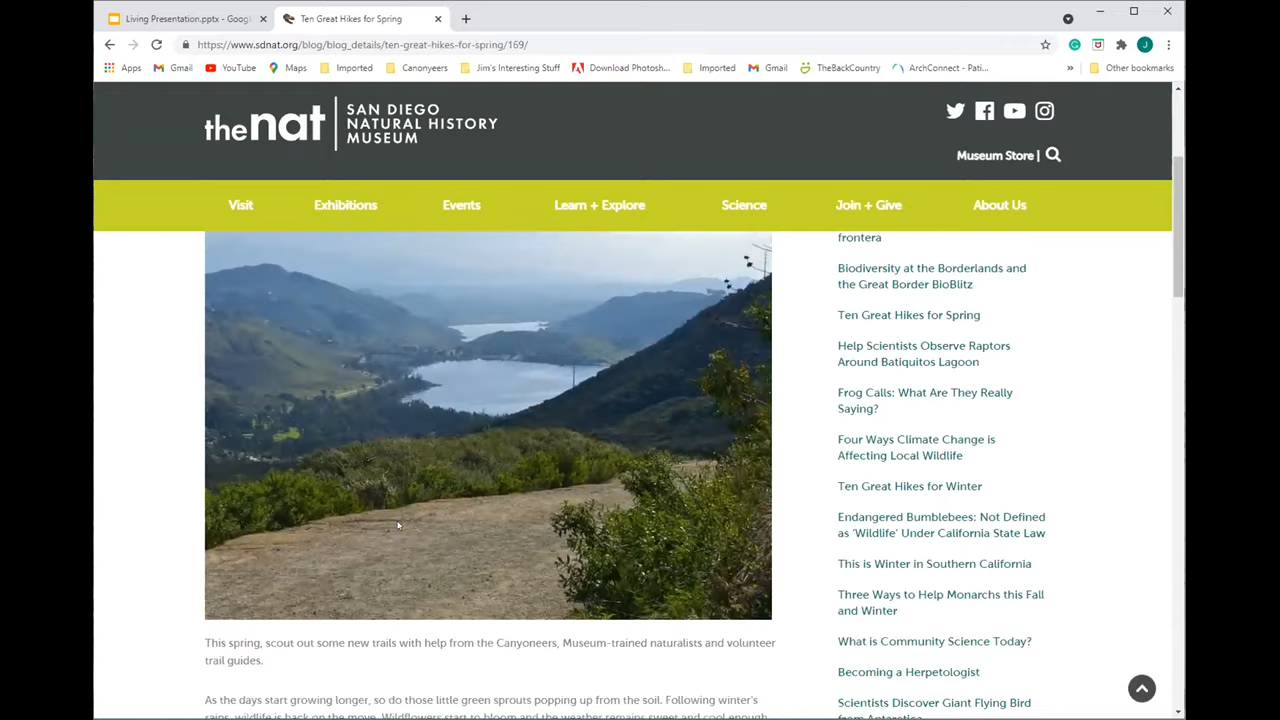 Living Presentation.pptx - Goog
Ten Great Hikes for Spring
https://www.sdnat.org/blog/blog_details/ten-great-hikes-for-spring/169/
J
Apps
Gmail
YouTube
Maps
Imported
Canonyeers
Jim's Interesting Stuff
Download Photosh...
Imported
Gmail
TheBackCountry
ArchConnect - Pati...
»
Other bookmarks
thenat
SAN DIEGO
NATURAL HISTORY
MUSEUM
Museum Store |
Visit
Exhibitions
Events
Learn + Explore
Science
Join + Give
About Us
frontera
Biodiversity at the Borderlands and
the Great Border BioBlitz
Ten Great Hikes for Spring
Help Scientists Observe Raptors
Around Batiquitos Lagoon
Frog Calls: What Are They Really
Saying?
Four Ways Climate Change is
Affecting Local Wildlife
Ten Great Hikes for Winter
Endangered Bumblebees: Not Defined
as 'Wildlife' Under California State Law
This is Winter in Southern California
Three Ways to Help Monarchs this Fall
and Winter
What is Community Science Today?
Becoming a Herpetologist
Scientists Discover Giant Flying Bird
from Antarctica
This spring, scout out some new trails with help from the Canyoneers, Museum-trained naturalists and volunteer
trail guides.
As the days start growing longer, so do those little green sprouts popping up from the soil. Following winter's
rains, wildlife is back on the move. Wildflowers start to bloom and the weather remains sweet and cool enough